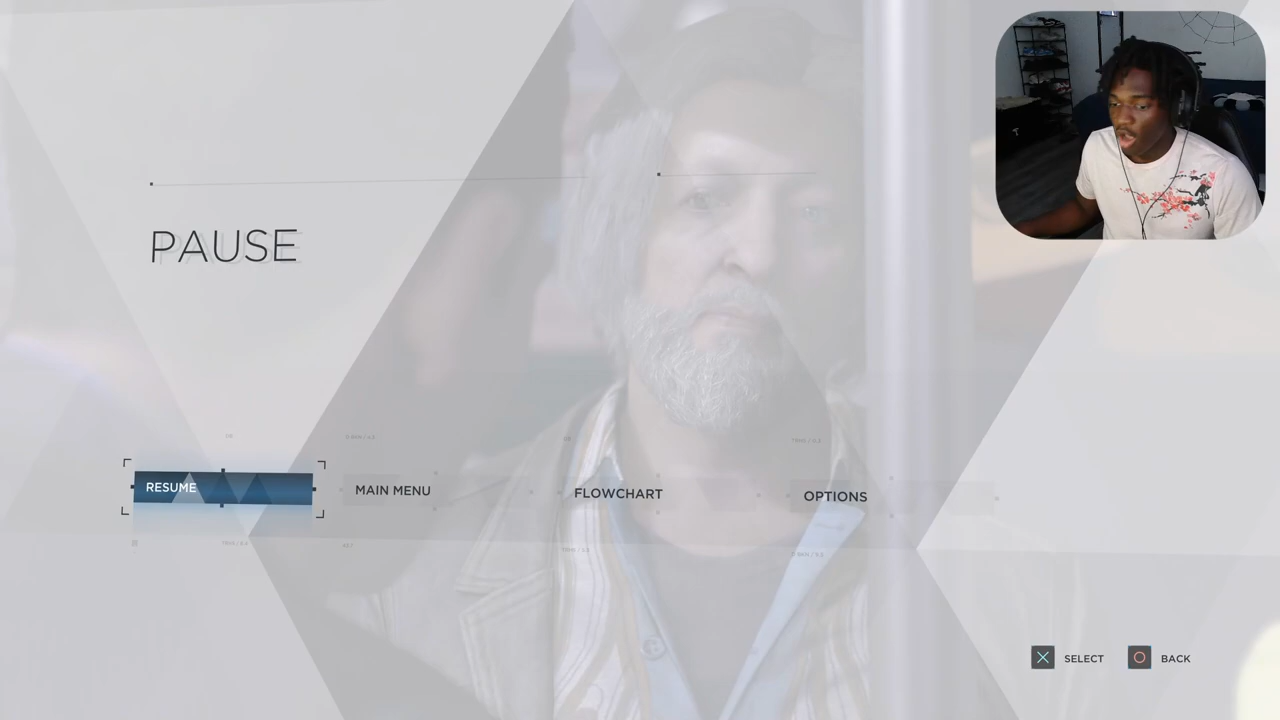 PAUSE
RESUME
MAIN MENU
FLOWCHART
OPTIONS
SELECT
BACK